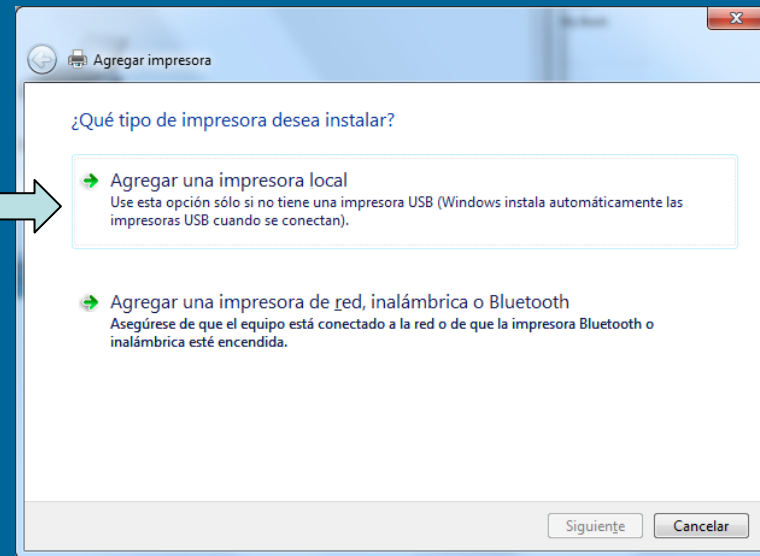 Agregar impresora
¿Qué tipo de impresora desea instalar?
Agregar una impresora local
Use esta opción sólo si no tiene una impresora USB (Windows instala automáticamente las
impresoras USB cuando se conectan).
Agregar una impresora de red, inalámbrica o Bluetooth
Asegúrese de que el equipo está conectado a la red o de que la impresora Bluetooth o
inalámbrica esté encendida.
Siguiente
Cancelar